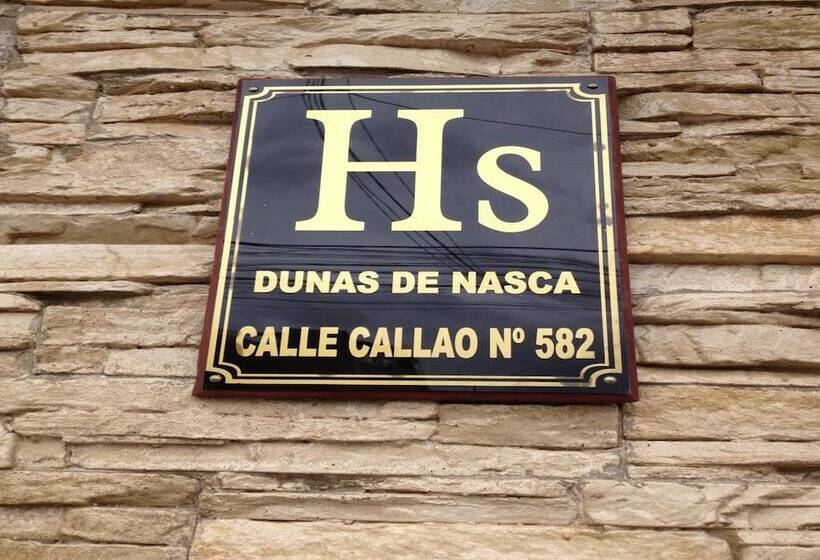 Hs
DUNAS DE NASCA
CALLE CALLAO Nº 582